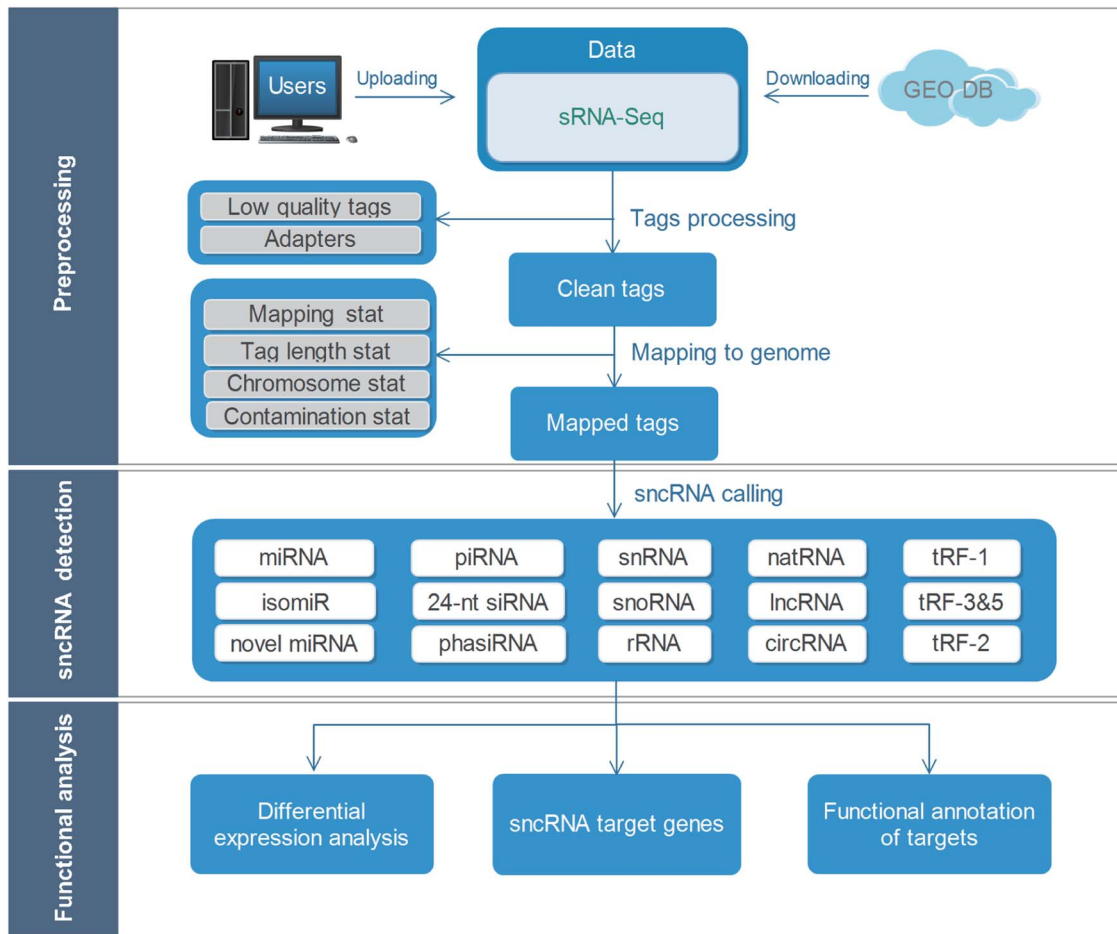 Preprocessing
Users
Uploading
Data
sRNA-Seq
Downloading
GEO DB
Low quality tags
Adapters
Tags processing
Clean tags
Mapping stat
Tag length stat
Chromosome stat
Contamination stat
Mapping to genome
Mapped tags
sncRNA detection
sncRNA calling
miRNA
piRNA
snRNA
natRNA
tRF-1
isomiR
24-nt siRNA
snoRNA
lncRNA
tRF-3&5
novel miRNA
phasiRNA
rRNA
circRNA
tRF-2
Functional analysis
Differential
expression analysis
sncRNA target genes
Functional annotation
of targets